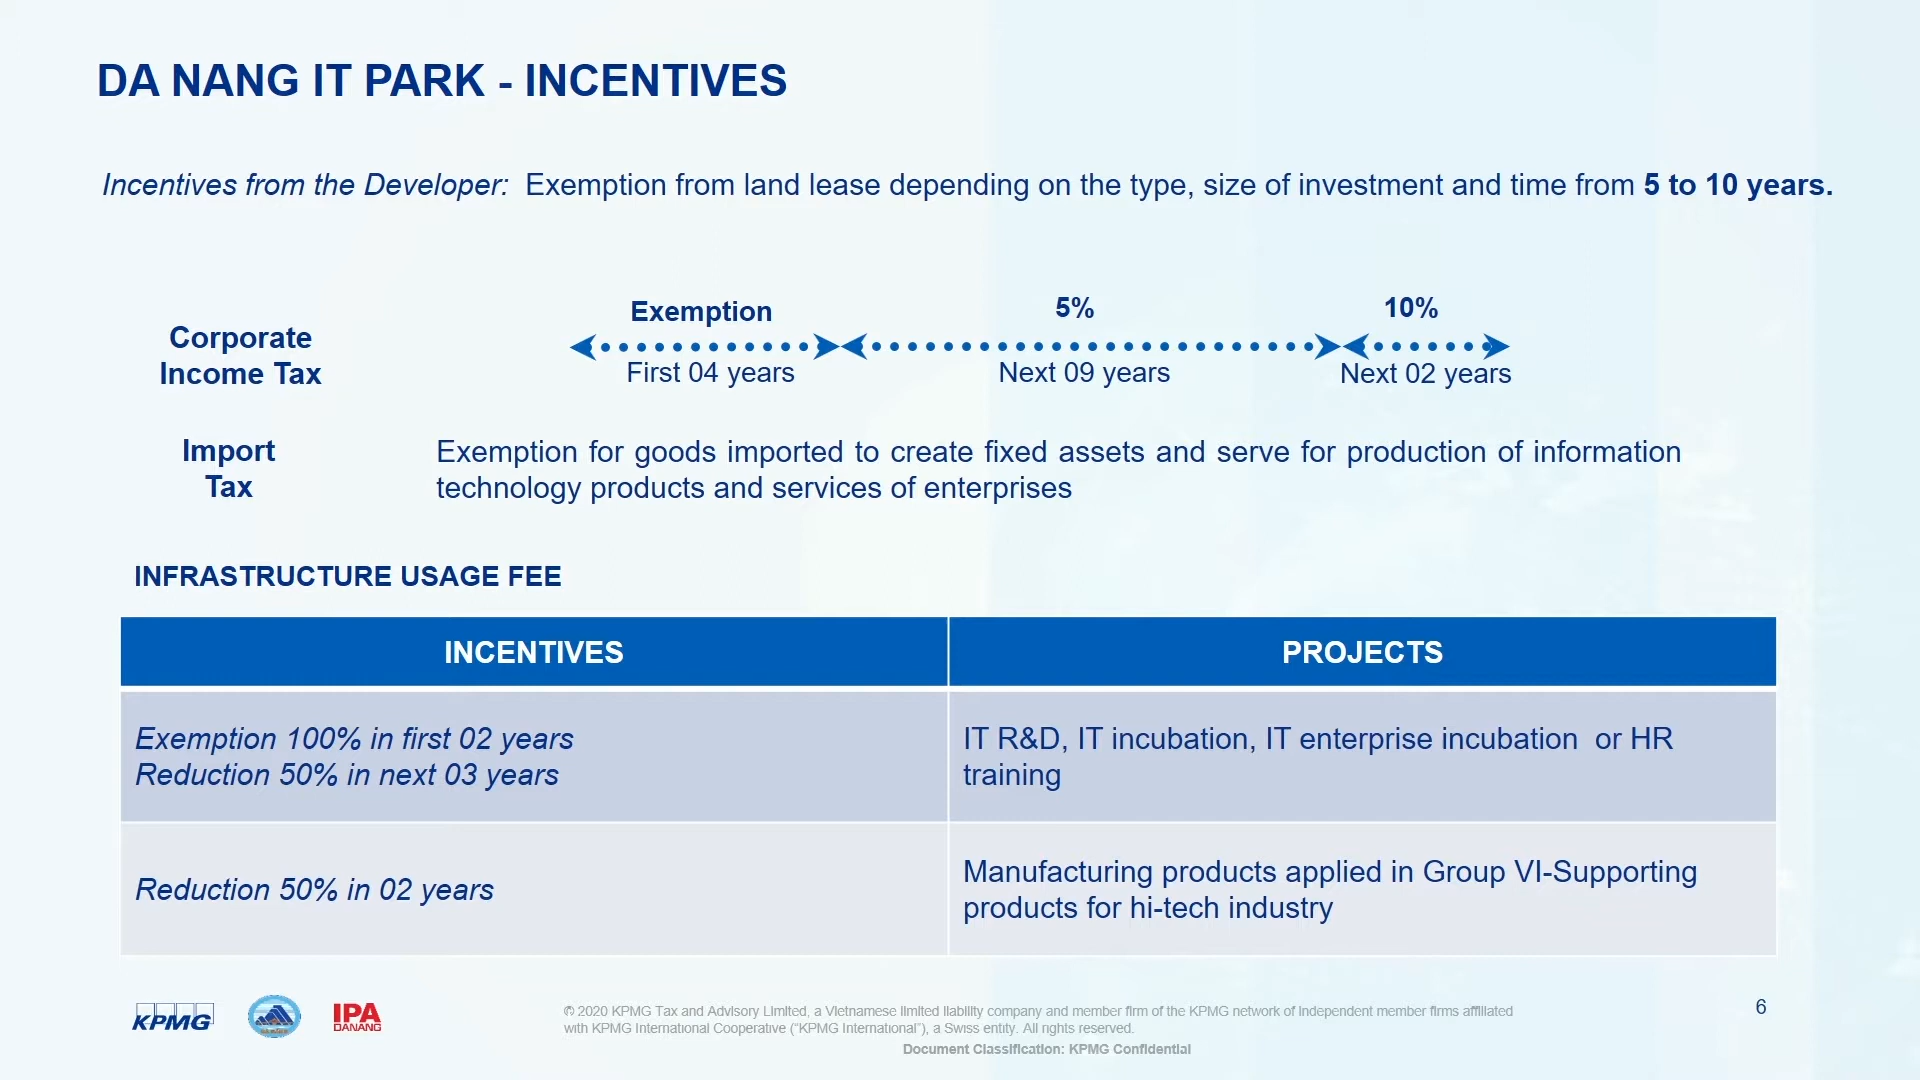 DA NANG IT PARK - INCENTIVES
Incentives from the Developer: Exemption from land lease depending on the type, size of investment and time from 5 to 10 years.
Corporate
Income Tax
Exemption
5%
10%
First 04 years
Next 09 years
Next 02 years
Import
Tax
Exemption for goods imported to create fixed assets and serve for production of information
technology products and services of enterprises
INFRASTRUCTURE USAGE FEE
INCENTIVES
PROJECTS
Exemption 100% in first 02 years
Reduction 50% in next 03 years
IT R&D, IT incubation, IT enterprise incubation or HR
training
Reduction 50% in 02 years
Manufacturing products applied in Group VI-Supporting
products for hi-tech industry
KPMG
IPA
DANANG
© 2020 KPMG Tax and Advisory Limited, a Vietnamese limited liability company and member firm of the KPMG network of independent member firms affiliated
with KPMG International Cooperative (“KPMG International”), a Swiss entity. All rights reserved.
Document Classification: KPMG Confidential
6